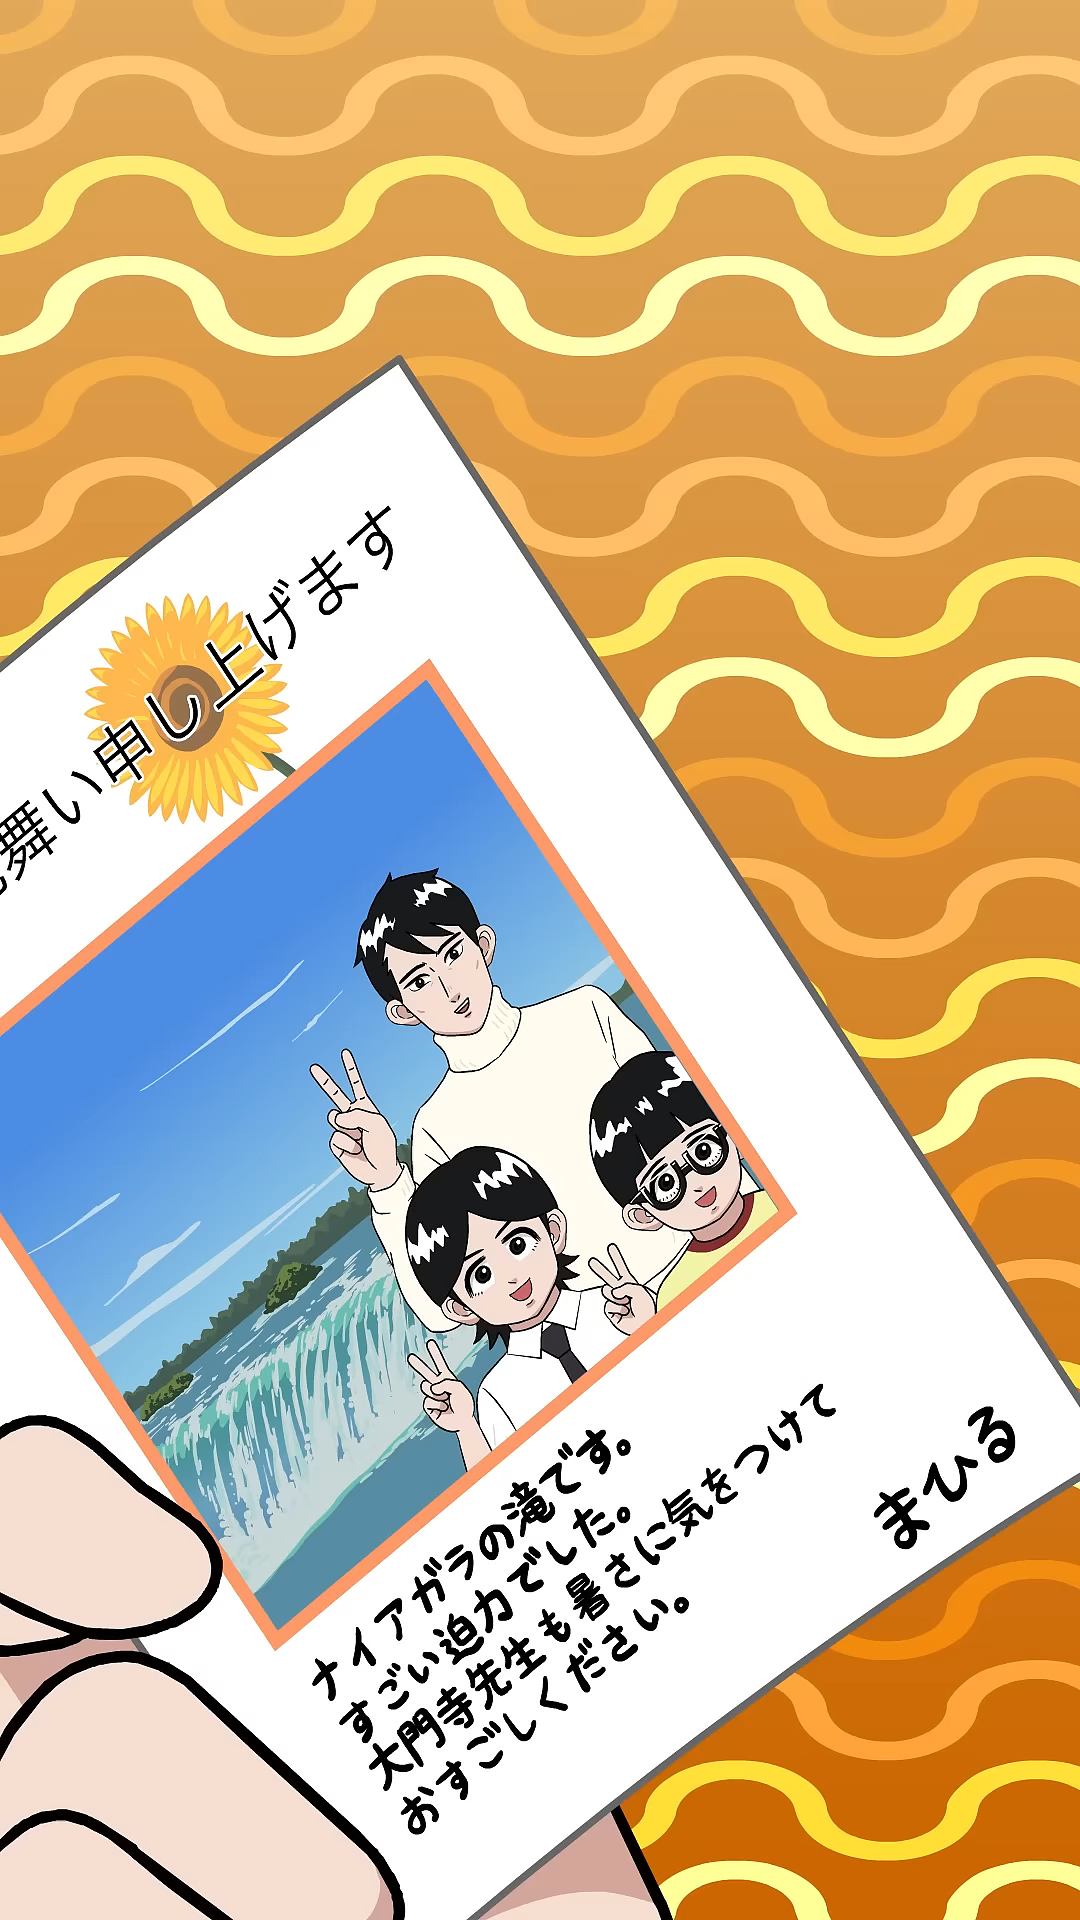 舞い申し上げます
ナイアガラの滝です。
すごい迫力でした。
大門寺先生も暑さに気をつけて
おすごしください。
まひる